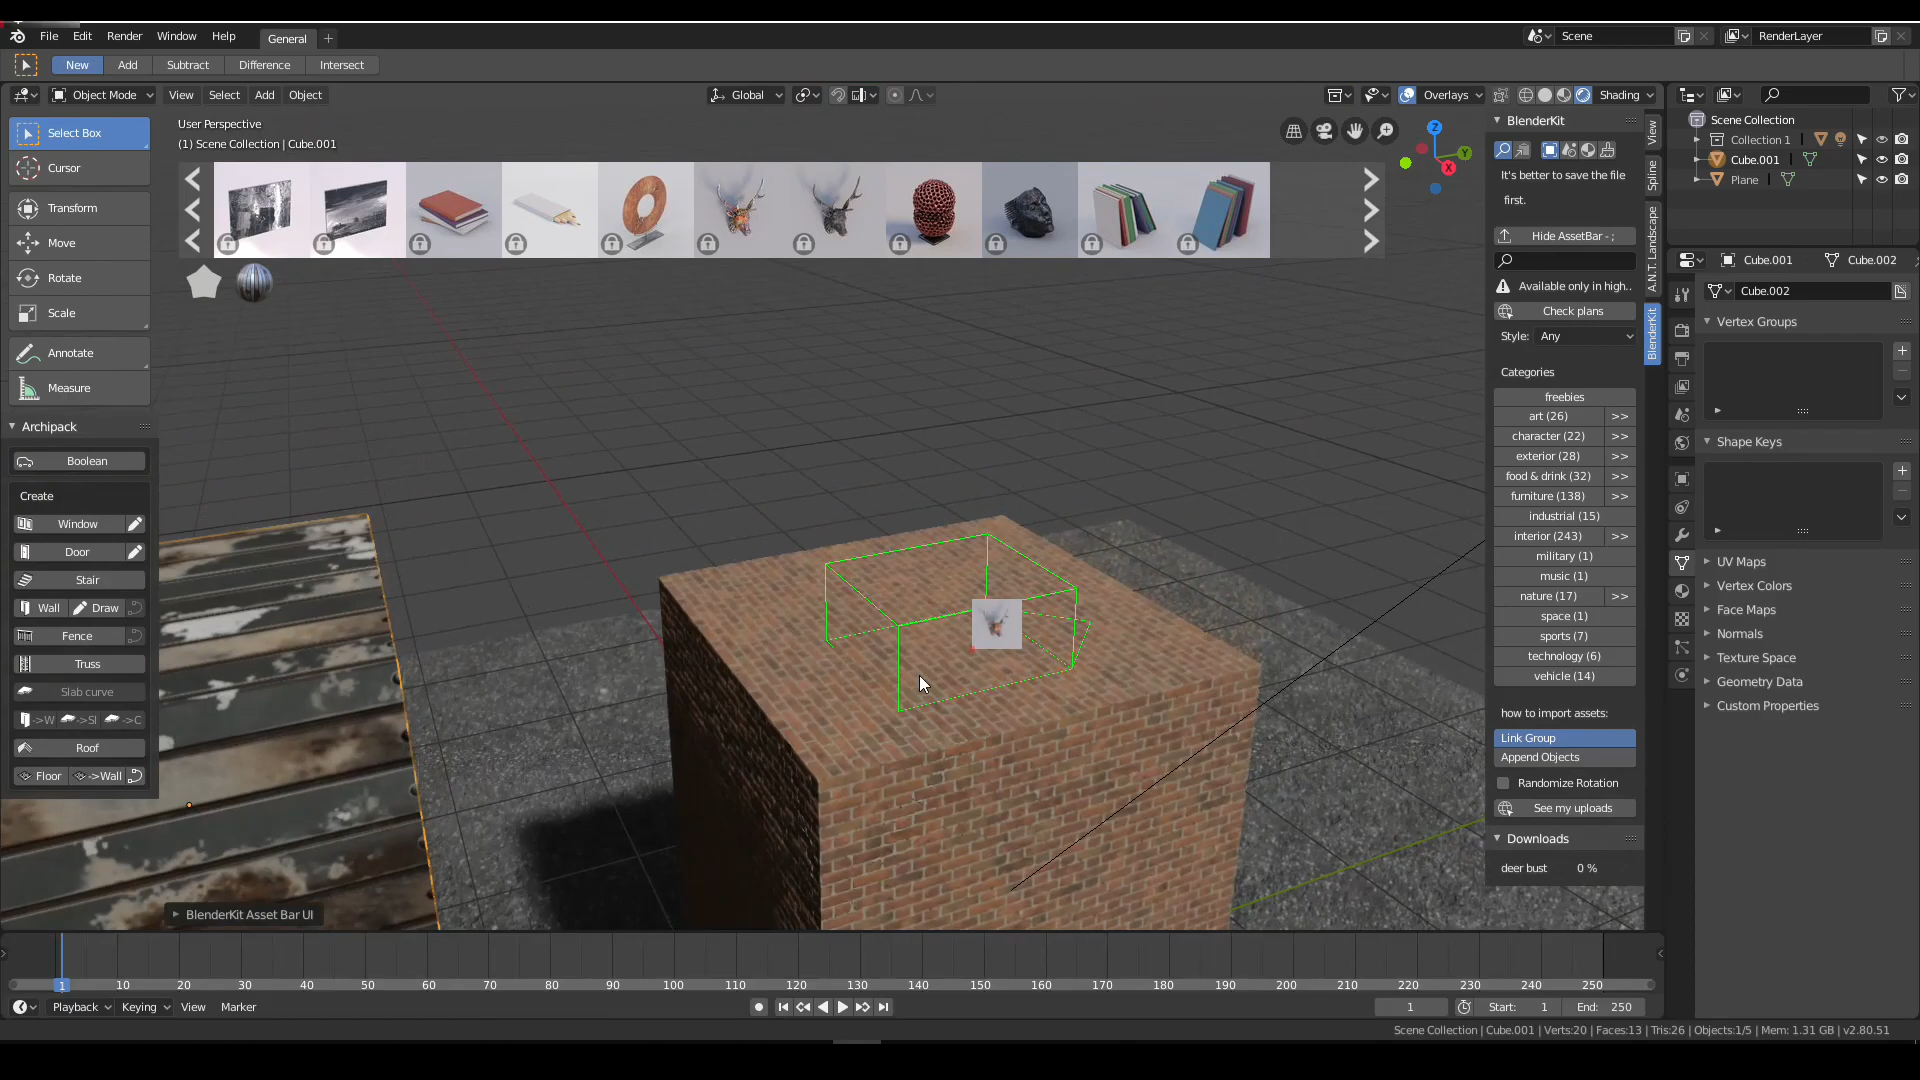 File Edit Render Window Help General +
Scene RenderLayer
New Add Subtract Difference Intersect
Object Mode View Select Add Object Global Overlays Shading
Select Box
Cursor
Transform
Move
Rotate
Scale
Annotate
Measure
Archipack
Boolean
Create
Window
Door
Stair
Wall Draw
Fence
Truss
Slab curve
->W ->Sl ->C
Roof
Floor ->Wall
User Perspective
(1) Scene Collection | Cube.001
Z
Y
X
BlenderKit Asset Bar UI
BlenderKit
It's better to save the file
first.
Hide AssetBar - ;
Available only in high..
Check plans
Style: Any
Categories
freebies
art (26) >>
character (22) >>
exterior (28) >>
food & drink (32) >>
furniture (138) >>
industrial (15)
interior (243) >>
military (1)
music (1)
nature (17) >>
space (1)
sports (7)
technology (6)
vehicle (14)
how to import assets:
Link Group
Append Objects
Randomize Rotation
See my uploads
Downloads
deer bust 0 %
View
Spline
A.N.T. Landscape
BlenderKit
Scene Collection
Collection 1
Cube.001
Plane
Cube.001 Cube.002
Cube.002
Vertex Groups
Shape Keys
UV Maps
Vertex Colors
Face Maps
Normals
Texture Space
Geometry Data
Custom Properties
1 10 20 30 40 50 60 70 80 90 100 110 120 130 140 150 160 170 180 190 200 210 220 230 240 250
Playback Keying View Marker 1 Start: 1 End: 250
Scene Collection | Cube.001 | Verts:20 | Faces:13 | Tris:26 | Objects:1/5 | Mem: 1.31 GB | v2.80.51